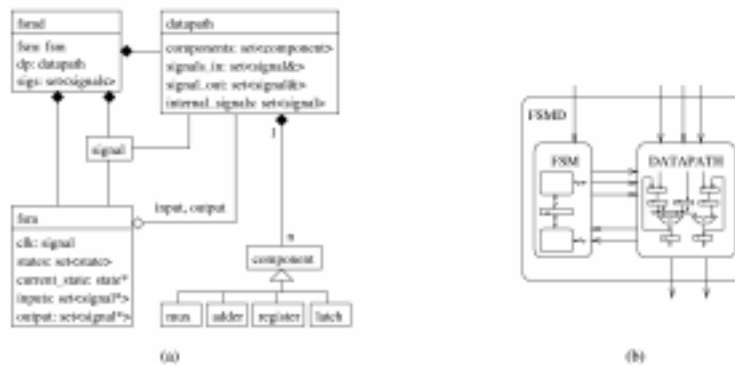 fsmd
fsm: fsm
dp: datapath
sigs: set<signal&>
datapath
components: set<component>
signals_in: set<signal&>
signal_out: set<signal&>
internal_signals: set<signal>
signal
1
input, output
fsm
clk: signal
states: set<state>
current_state: state*
inputs: set<signal*>
output: set<signal*>
n
component
mux
adder
register
latch
(a)
FSMD
FSM
DATAPATH
(b)